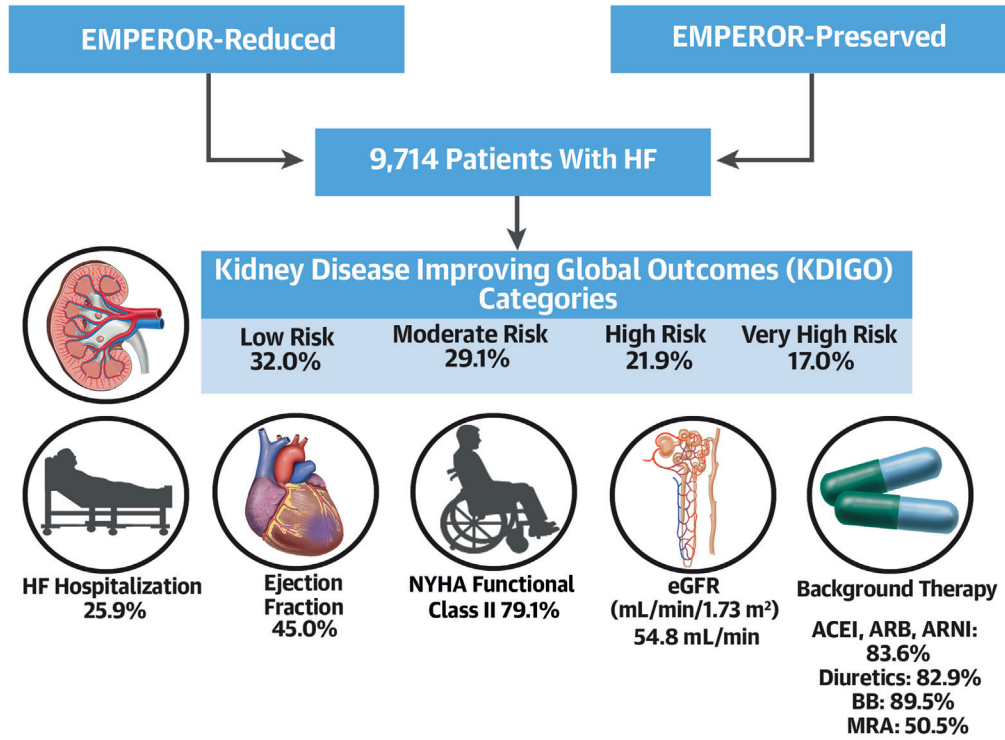 EMPEROR-Reduced
EMPEROR-Preserved
9,714 Patients With HF
Kidney Disease Improving Global Outcomes (KDIGO)
Categories
Low Risk
32.0%
Moderate Risk
29.1%
High Risk
21.9%
Very High Risk
17.0%
HF Hospitalization
25.9%
Ejection
Fraction
45.0%
NYHA Functional
Class II 79.1%
eGFR
(mL/min/1.73 m²)
54.8 mL/min
Background Therapy
ACEI, ARB, ARNI:
83.6%
Diuretics: 82.9%
BB: 89.5%
MRA: 50.5%